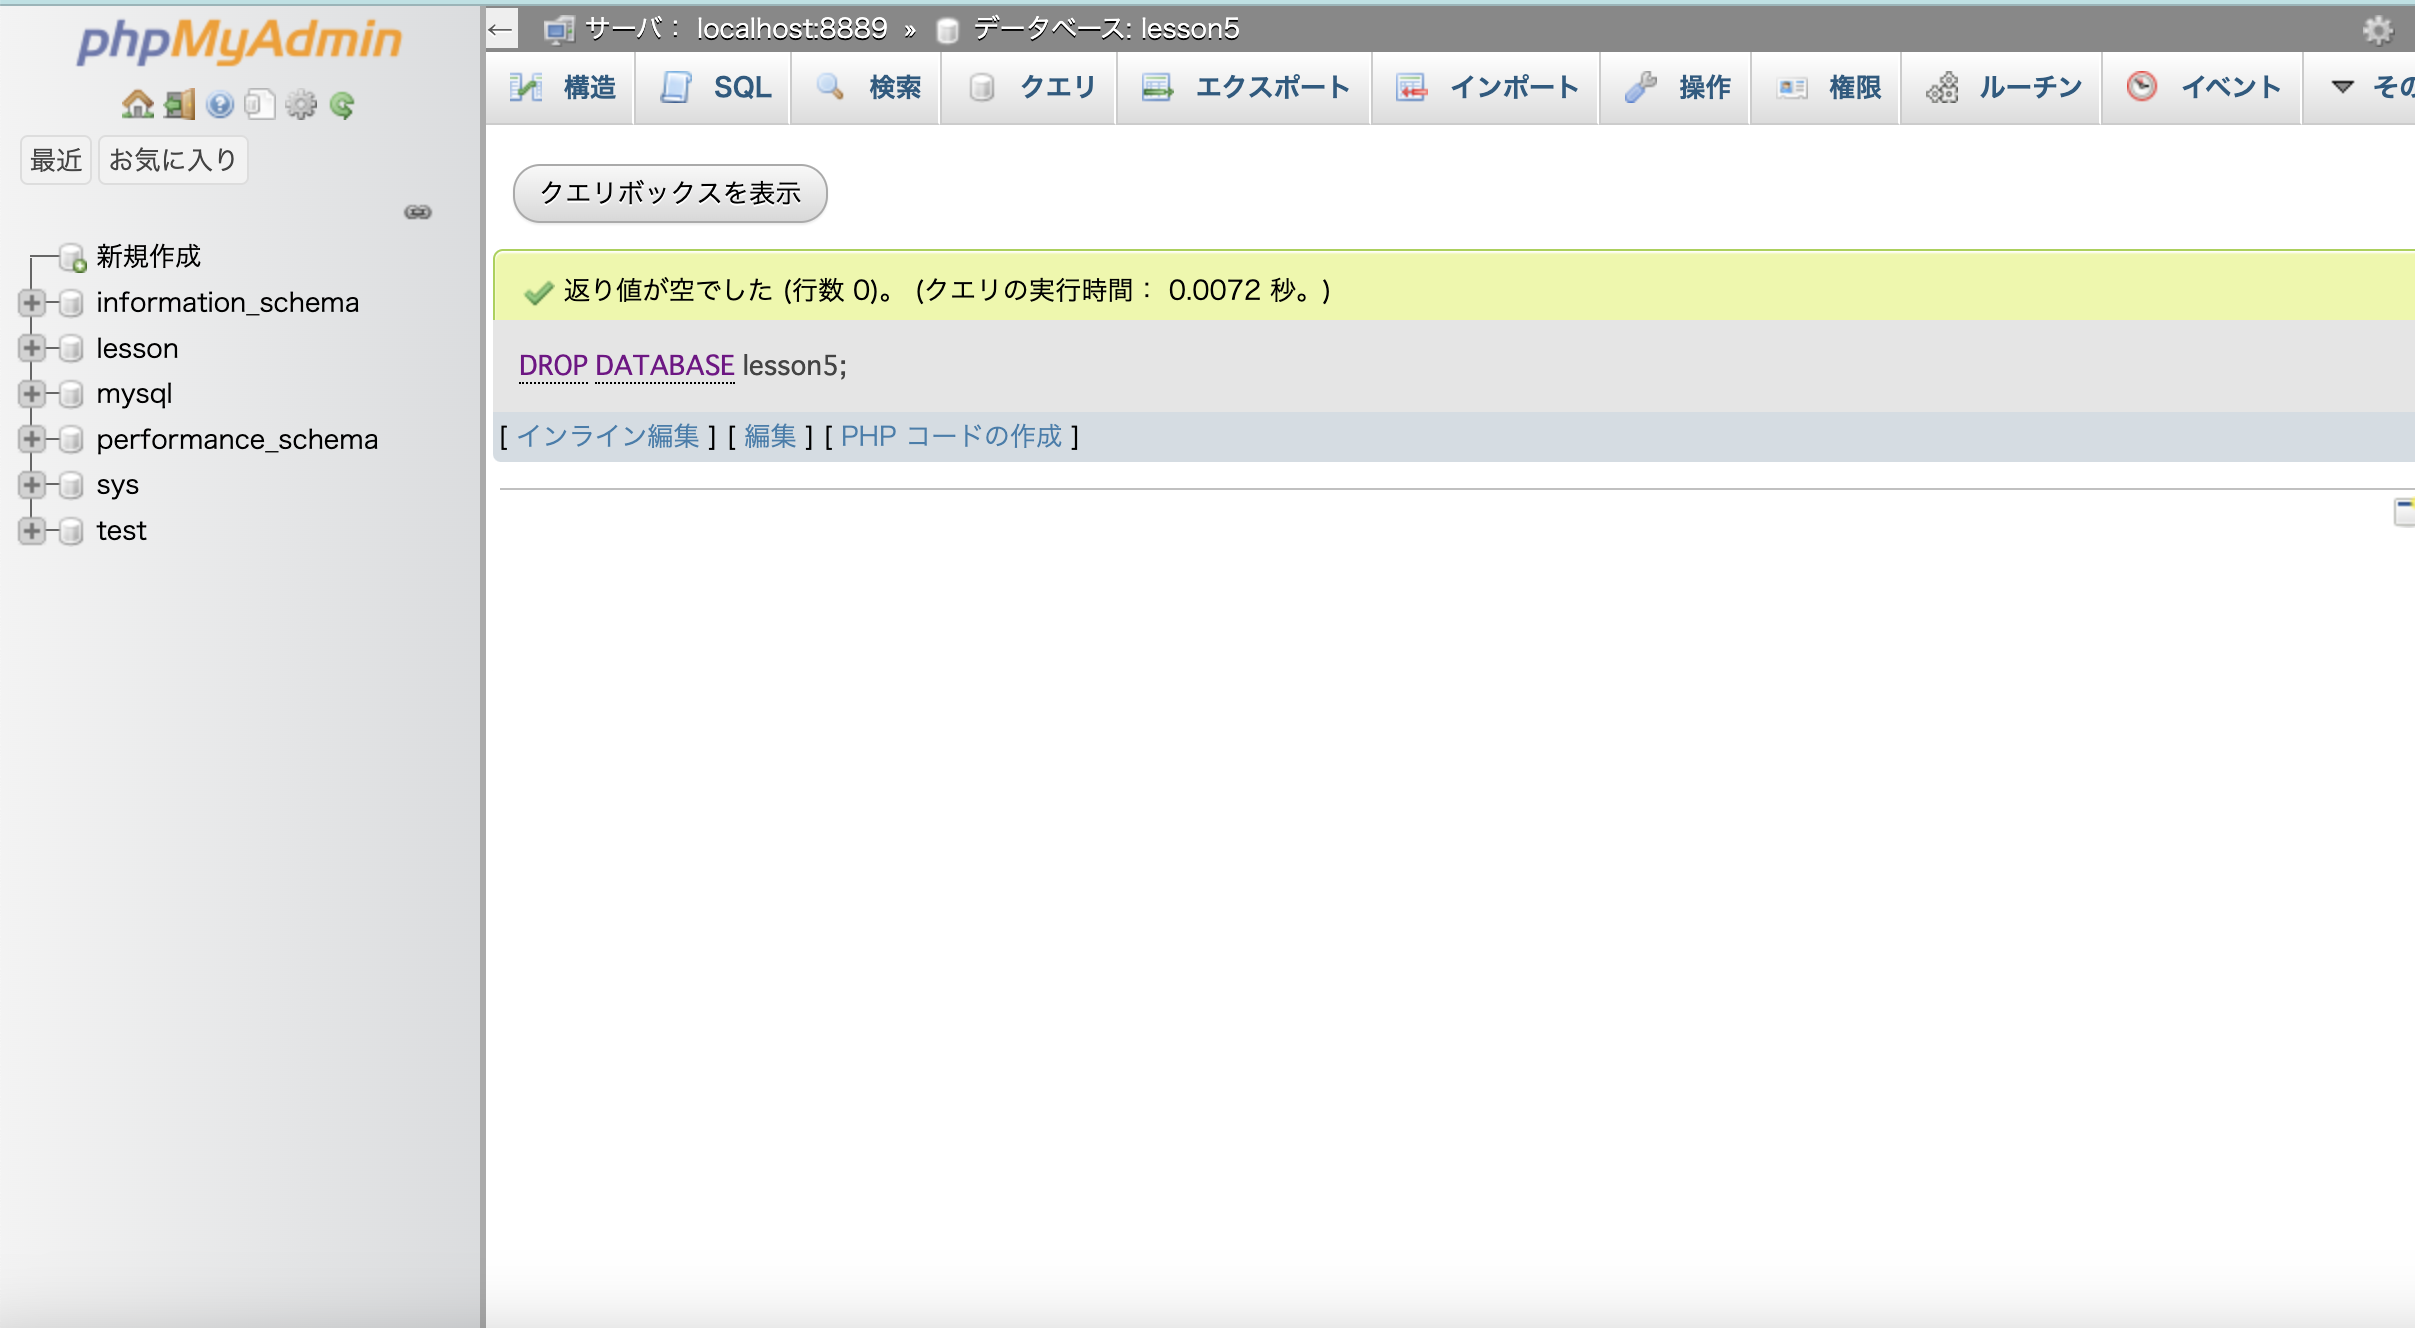 phpMyAdmin
最近 お気に入り
新規作成
information_schema
lesson
mysql
performance_schema
sys
test
← サーバ： localhost:8889 » データベース: lesson5
構造 SQL 検索 クエリ エクスポート インポート 操作 権限 ルーチン イベント その
クエリボックスを表示
返り値が空でした (行数 0)。 (クエリの実行時間： 0.0072 秒。)
DROP DATABASE lesson5;
[ インライン編集 ] [ 編集 ] [ PHP コードの作成 ]